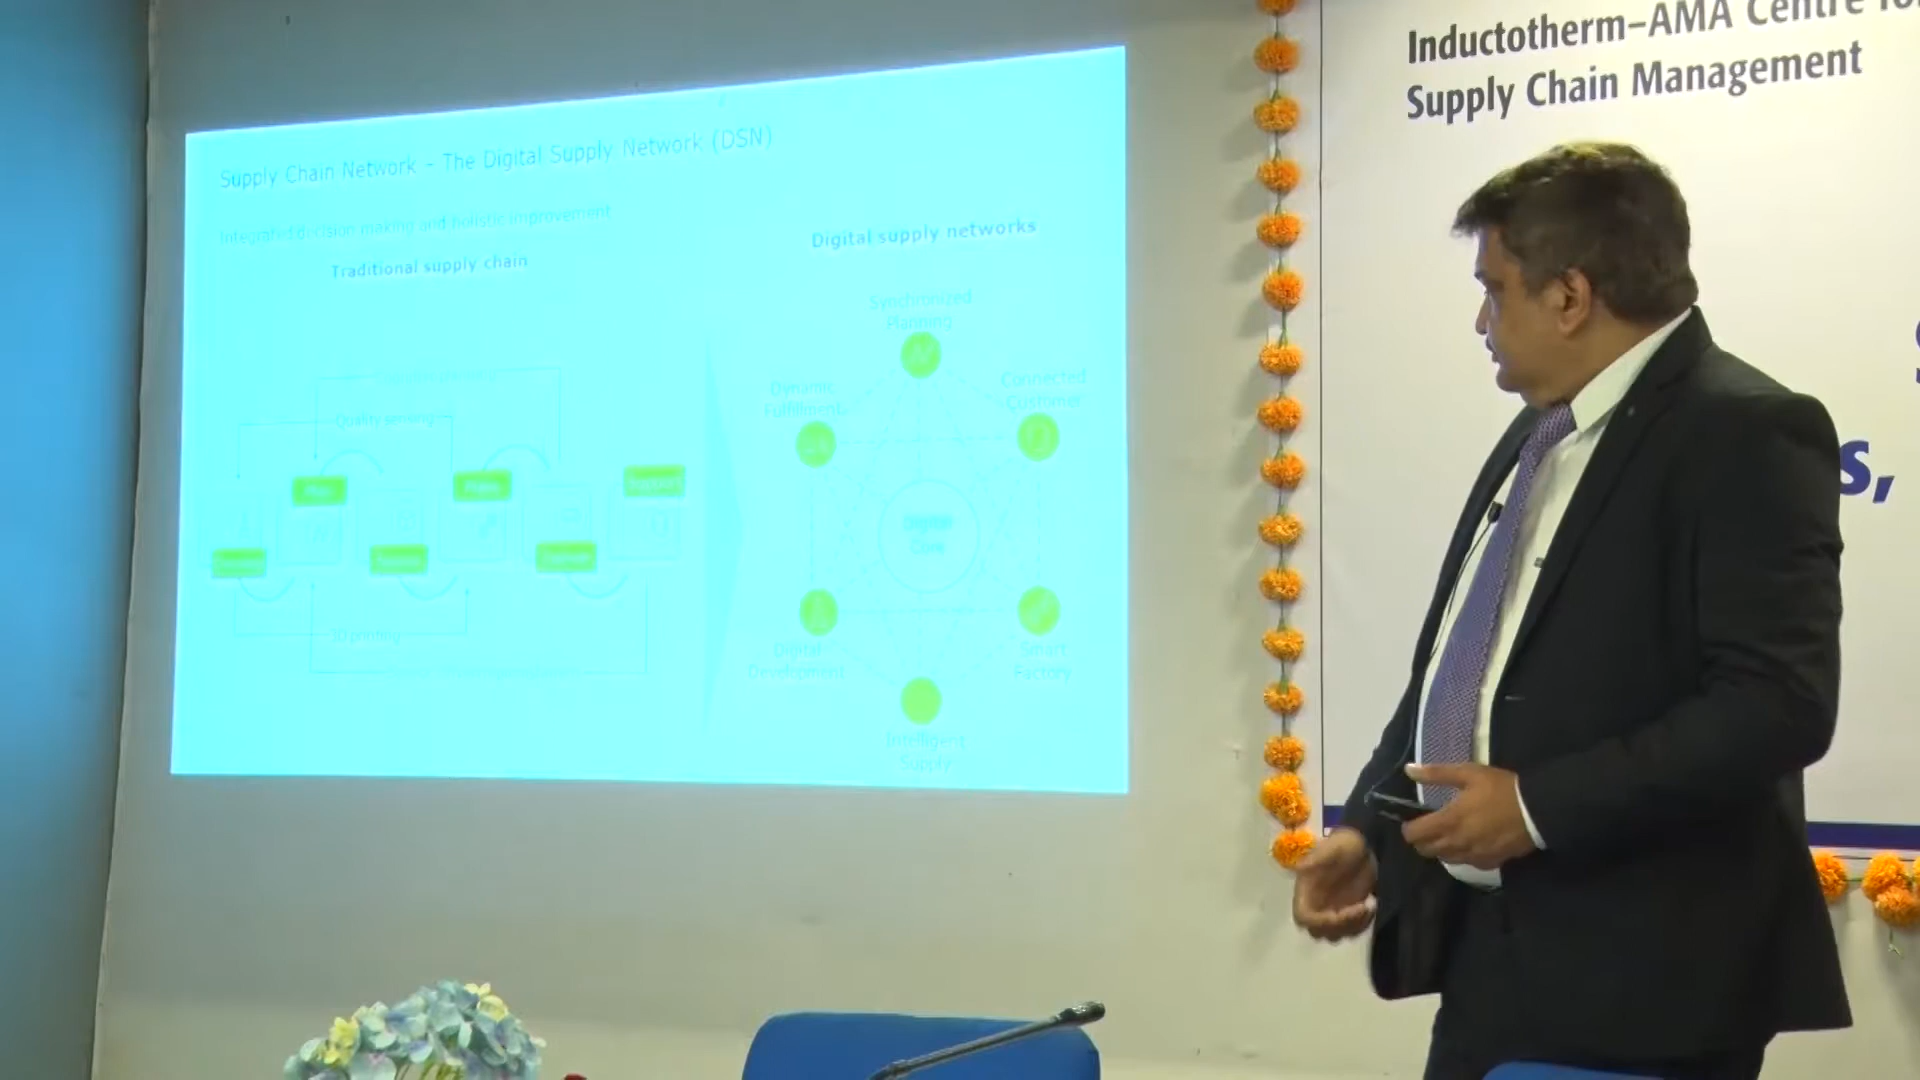 Supply Chain Network - The Digital Supply Network (DSN)
Integrated decision making and holistic improvement
Traditional supply chain
Quality sensing
Plan
Support
3D printing
Digital supply networks
Synchronized
Planning
Dynamic
Fulfillment
Connected
Customer
Digital
Core
Digital
Development
Smart
Factory
Intelligent
Supply
Inductotherm–AMA Centre
Supply Chain Management
s,